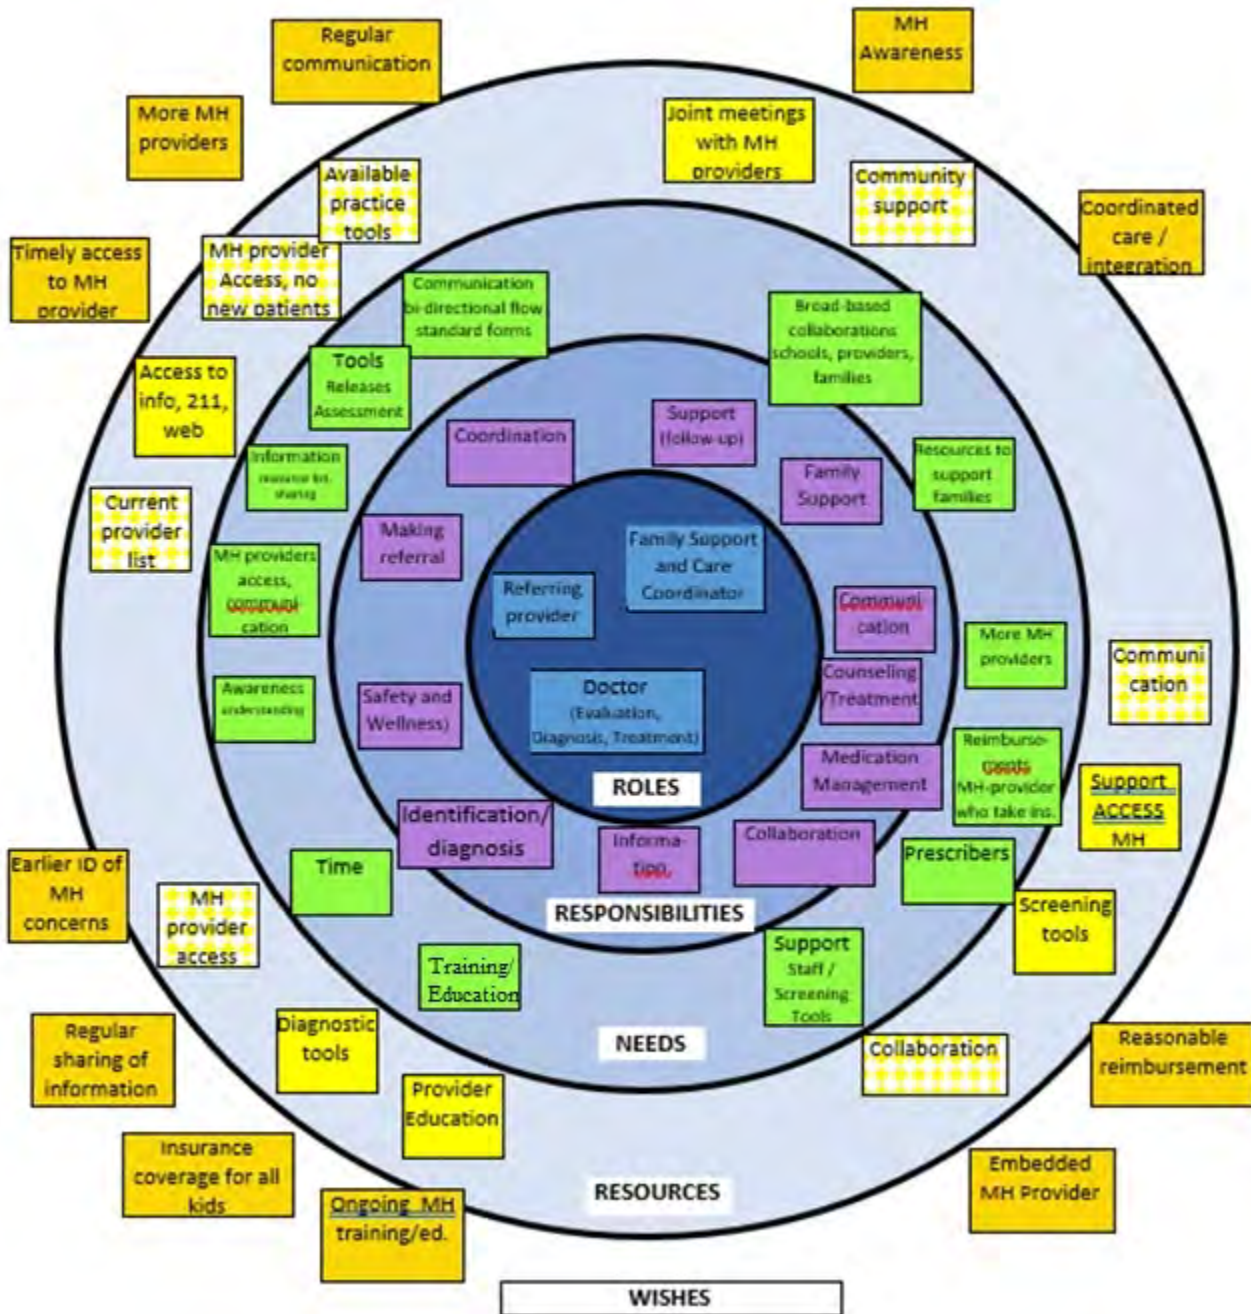 Regular
communication
MH
Awareness
More MH
providers
Joint meetings
with MH
providers
Available
practice
tools
Community
support
Coordinated
care /
integration
Timely access
to MH
provider
MH provider
Access, no
new patients
Communication
bi-directional flow
standard forms
Broad-based
collaborations
schools, providers,
families
Tools
Releases
Assessment
Access to
info, 211,
web
Coordination
Support
(follow-up)
Information
resource list,
sharing
Family
Support
Resources to
support
families
Current
provider
list
Making
referral
Family Support
and Care
Coordinator
MH providers
access,
communi
cation
Referring
provider
Communi
cation
More MH
providers
Communi
cation
Awareness
understanding
Safety and
Wellness)
Doctor
(Evaluation,
Diagnosis, Treatment)
Counseling
/Treatment
Medication
Management
Reimburse-
ments
MH-provider
who take ins.
Support
ACCESS
MH
ROLES
Identification/
diagnosis
Informa-
tion.
Collaboration
Prescribers
Time
Earlier ID of
MH
concerns
MH
provider
access
Screening
tools
RESPONSIBILITIES
Training/
Education
Support
Staff /
Screening
Tools
Regular
sharing of
information
Diagnostic
tools
NEEDS
Collaboration
Reasonable
reimbursement
Provider
Education
Insurance
coverage for all
kids
Embedded
MH Provider
RESOURCES
Ongoing MH
training/ed.
WISHES